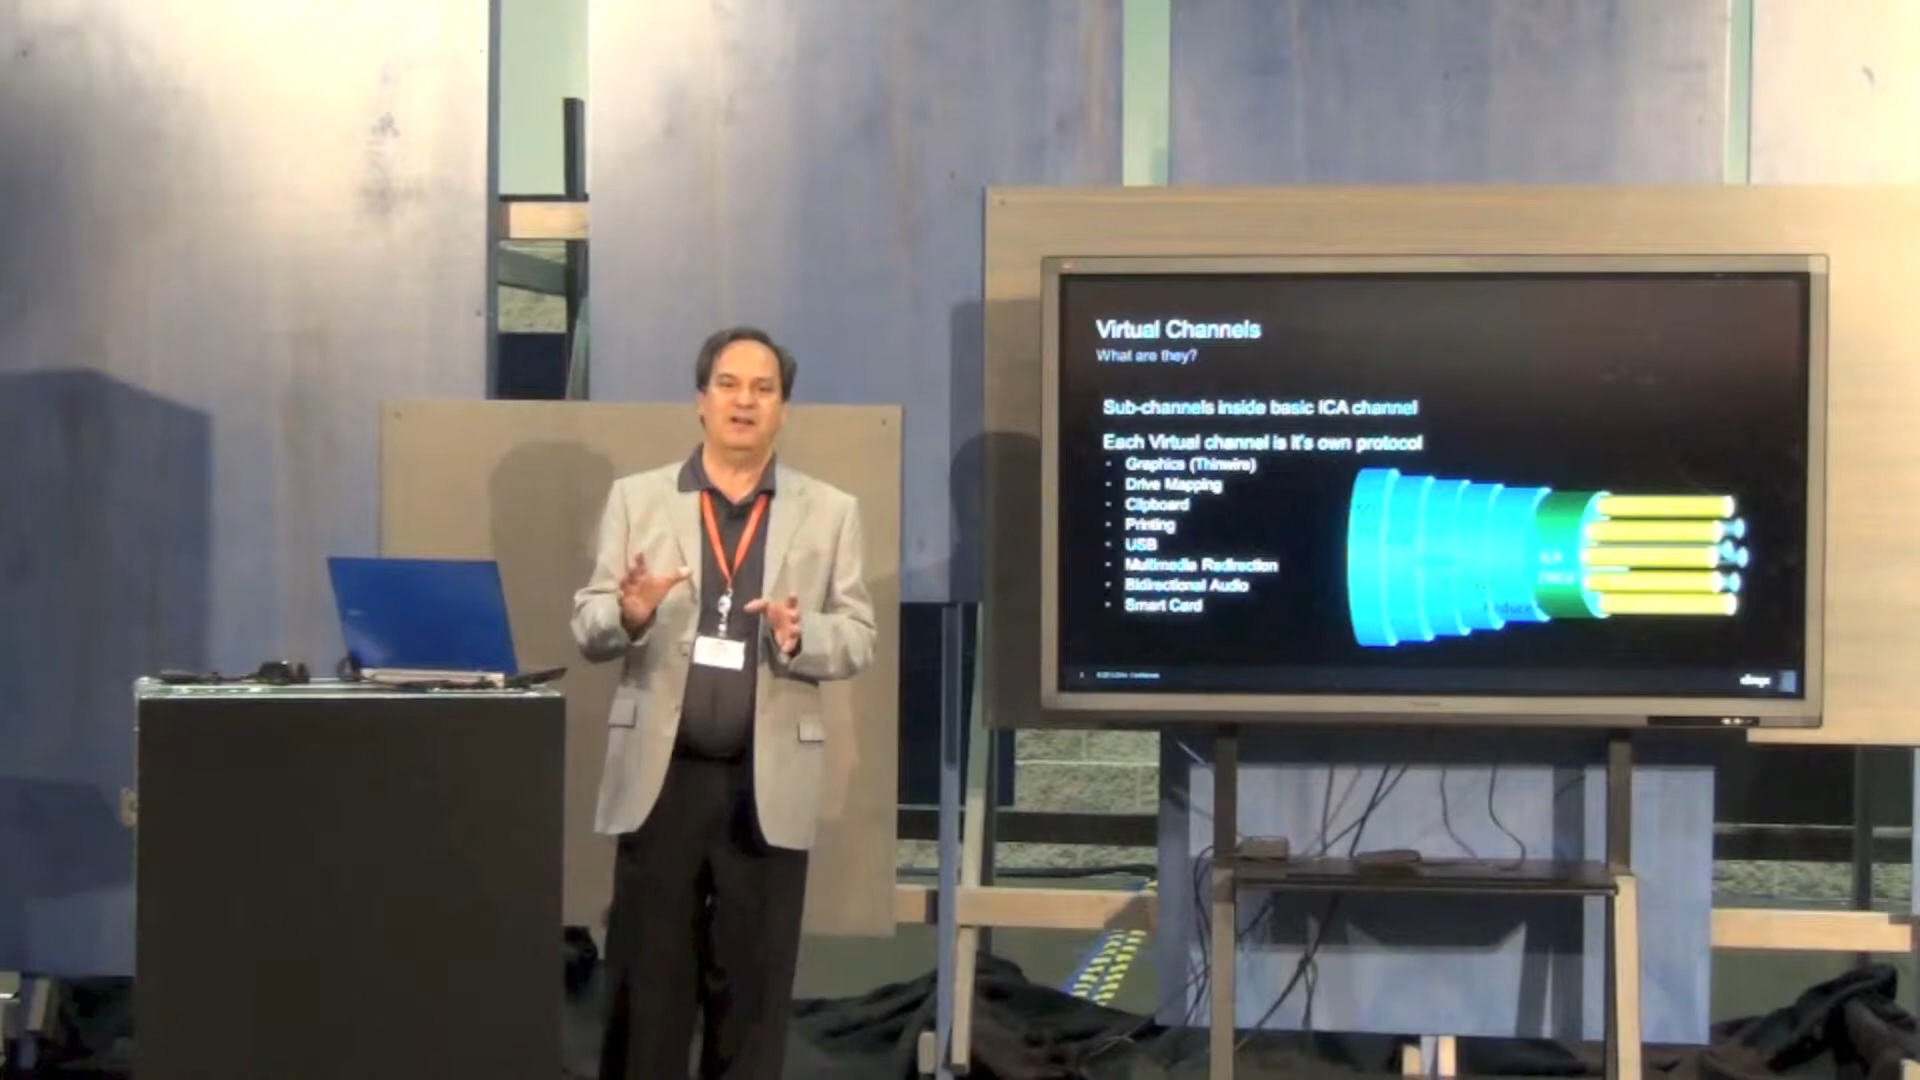 Virtual Channels
What are they?
Sub-channels inside basic ICA channel
Each Virtual channel is it's own protocol
Graphics (Thinwire)
Drive Mapping
Clipboard
Printing
USB
Multimedia Redirection
Bidirectional Audio
Smart Card
citrix